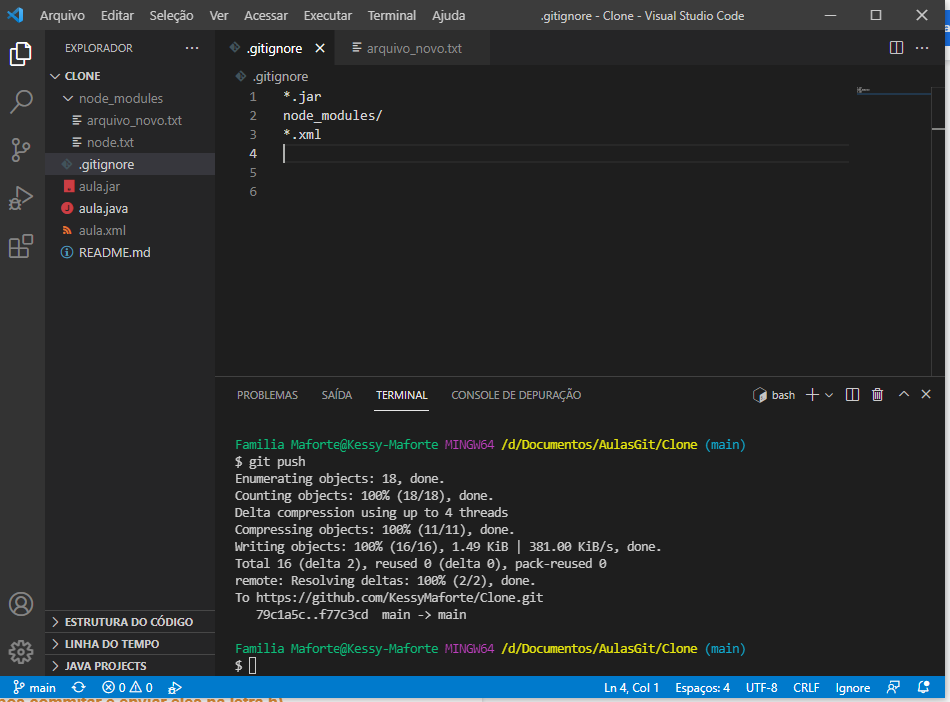 Arquivo Editar Seleção Ver Acessar Executar Terminal Ajuda .gitignore - Clone - Visual Studio Code
EXPLORADOR ···
CLONE
node_modules
arquivo_novo.txt
node.txt
.gitignore
aula.jar
aula.java
aula.xml
README.md
ESTRUTURA DO CÓDIGO
LINHA DO TEMPO
JAVA PROJECTS
.gitignore arquivo_novo.txt
.gitignore
1 *.jar
2 node_modules/
3 *.xml
4
5
6
PROBLEMAS SAÍDA TERMINAL CONSOLE DE DEPURAÇÃO bash
Familia Maforte@Kessy-Maforte MINGW64 /d/Documentos/AulasGit/Clone (main)
$ git push
Enumerating objects: 18, done.
Counting objects: 100% (18/18), done.
Delta compression using up to 4 threads
Compressing objects: 100% (11/11), done.
Writing objects: 100% (16/16), 1.49 KiB | 381.00 KiB/s, done.
Total 16 (delta 2), reused 0 (delta 0), pack-reused 0
remote: Resolving deltas: 100% (2/2), done.
To https://github.com/KessyMaforte/Clone.git
79c1a5c..f77c3cd main -> main
Familia Maforte@Kessy-Maforte MINGW64 /d/Documentos/AulasGit/Clone (main)
$
main 0 0 Ln 4, Col 1 Espaços: 4 UTF-8 CRLF Ignore